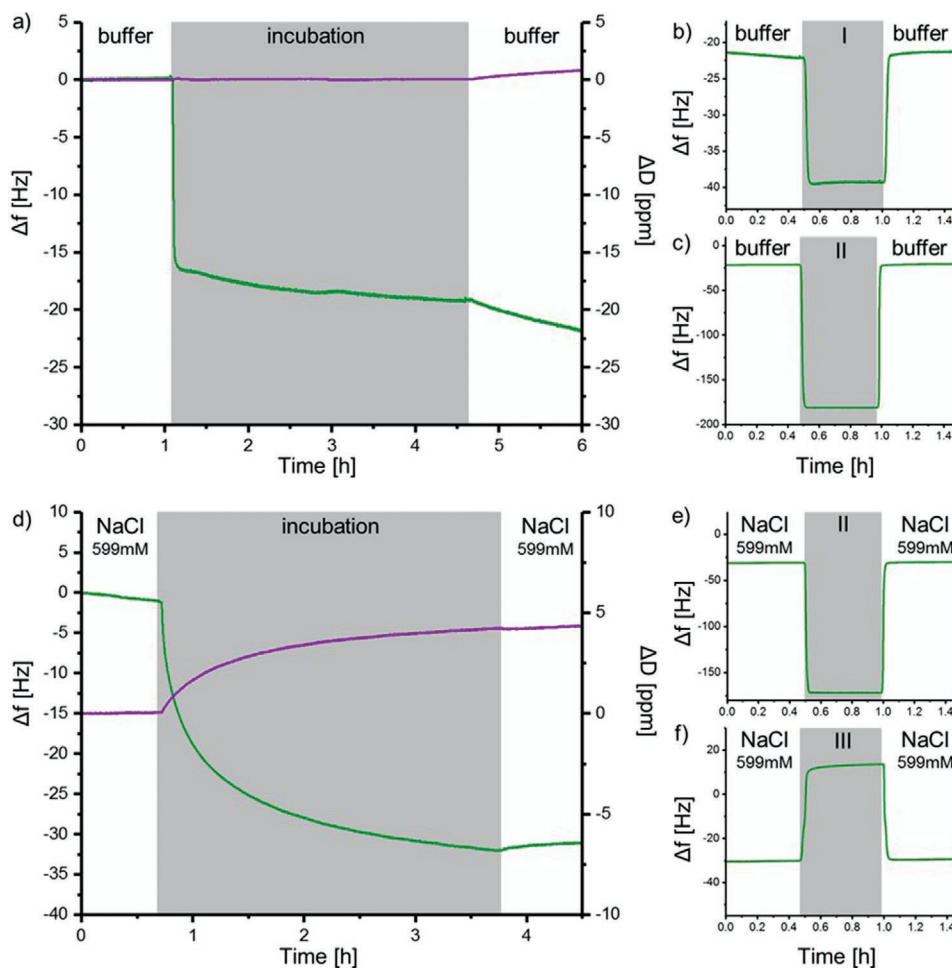 a)
buffer
incubation
buffer
5
0
-5
-10
-15
-20
-25
-30
Δf [Hz]
5
0
-5
-10
-15
-20
-25
-30
ΔD [ppm]
0
1
2
3
4
5
6
Time [h]
b)
buffer
I
buffer
-20
-25
-30
-35
-40
Δf [Hz]
0.0
0.2
0.4
0.6
0.8
1.0
1.2
1.4
c)
buffer
II
buffer
0
-50
-100
-150
-200
Δf [Hz]
0.0
0.2
0.4
0.6
0.8
1.0
1.2
1.4
Time [h]
d)
NaCl
599mM
incubation
NaCl
599mM
10
5
0
-5
-10
-15
-20
-25
-30
-35
-40
Δf [Hz]
10
5
0
-5
-10
ΔD [ppm]
0
1
2
3
4
Time [h]
e)
NaCl
599mM
II
NaCl
599mM
0
-50
-100
-150
Δf [Hz]
0.0
0.2
0.4
0.6
0.8
1.0
1.2
1.4
f)
NaCl
599mM
III
NaCl
599mM
20
0
-20
-40
Δf [Hz]
0.0
0.2
0.4
0.6
0.8
1.0
1.2
1.4
Time [h]